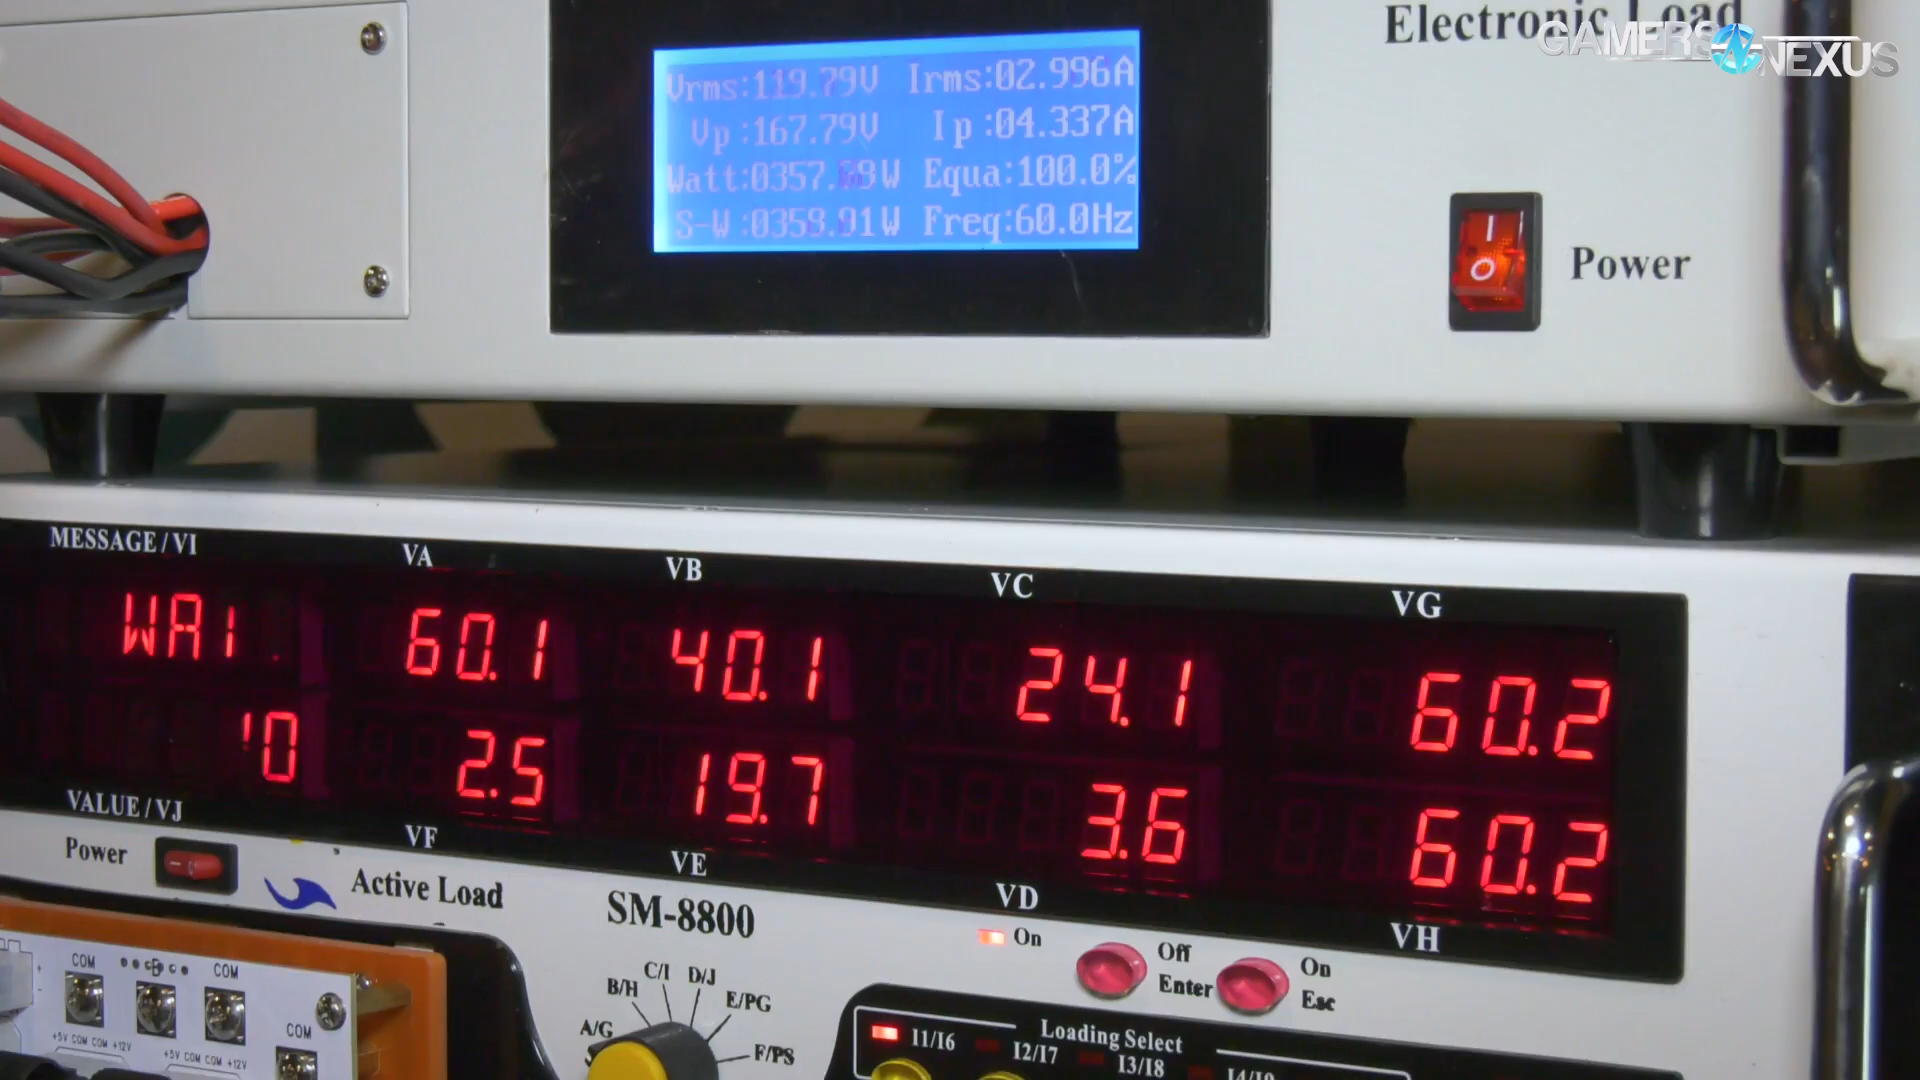 Electronic Load
GAMERS NEXUS
Vrms:119.79V Irms:02.996A
Vp:167.79V Ip:04.337A
Watt:0357. W Equa:100.0%
S-W:0359.91W Freq:60.0Hz
Power
MESSAGE/VI VA VB VC VG
WAI 60.1 40.1 24.1 60.2
10 2.5 19.7 3.6 60.2
VALUE/VJ VF VE VD VH
Power
Active Load
SM-8800
On
Off
Enter
On
Esc
COM B COM
COM
+5V COM COM +12V
+5V COM COM +12V
A/G
B/H
C/I
D/J
E/PG
F/PS
Loading Select
I1/I6
I2/I7
I3/I8
I4/I9